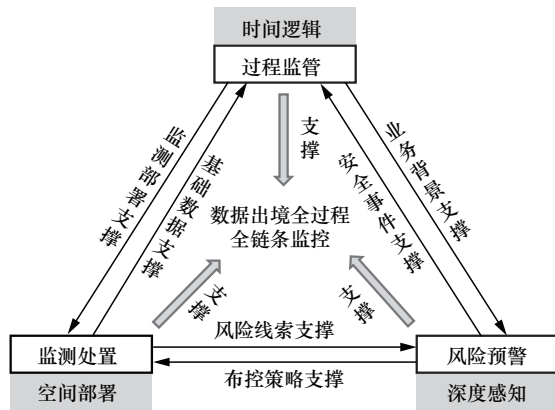 时间逻辑
过程监管
支撑
监测部署支撑
基础数据支撑
安全事件支撑
业务背景支撑
数据出境全过程
全链条监控
支撑
支撑
监测处置
风险线索支撑
风险预警
空间部署
布控策略支撑
深度感知